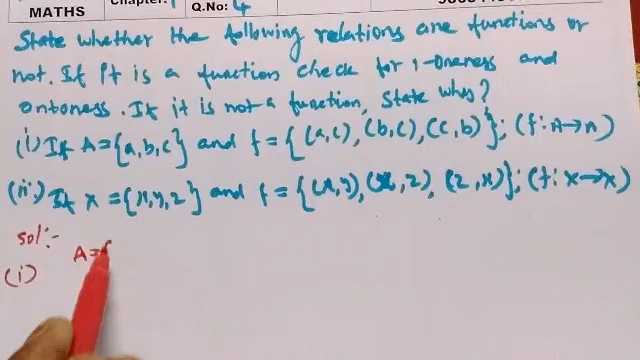 MATHS
Q.No: 4
State whether the following relations are functions or
not. If it is a function check for 1-oneness and
ontoness. If it is not a function, state why?
(i) If A = {a,b,c} and f = {(a,c), (b,c), (c,b)}; (f: A→A)
(ii) If X = {x,y,z} and f = {(x,y), (x,z), (z,x)}; (f: X→X)
Sol:-
(i) A = {